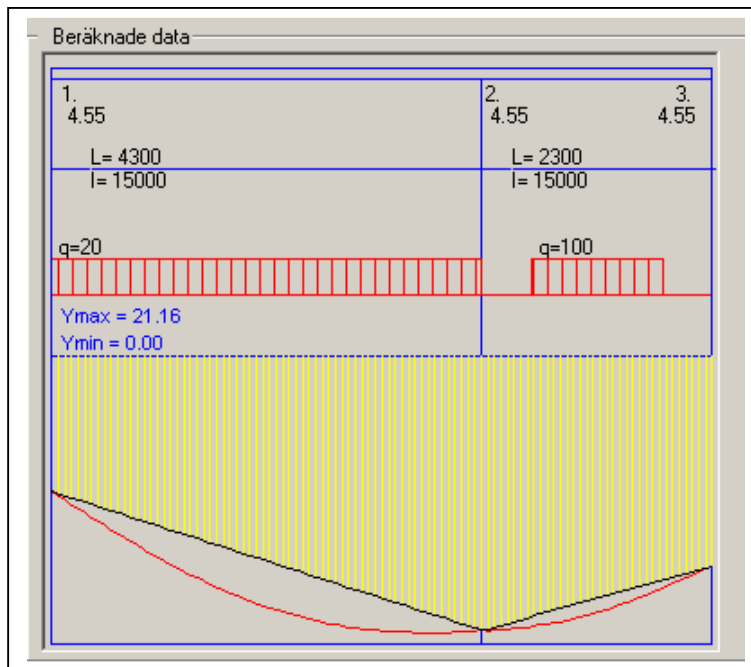 Beräknade data
1. 2. 3.
4.55 4.55 4.55
L= 4300 L= 2300
I= 15000 I= 15000
q=20 q=100
Ymax = 21.16
Ymin = 0.00